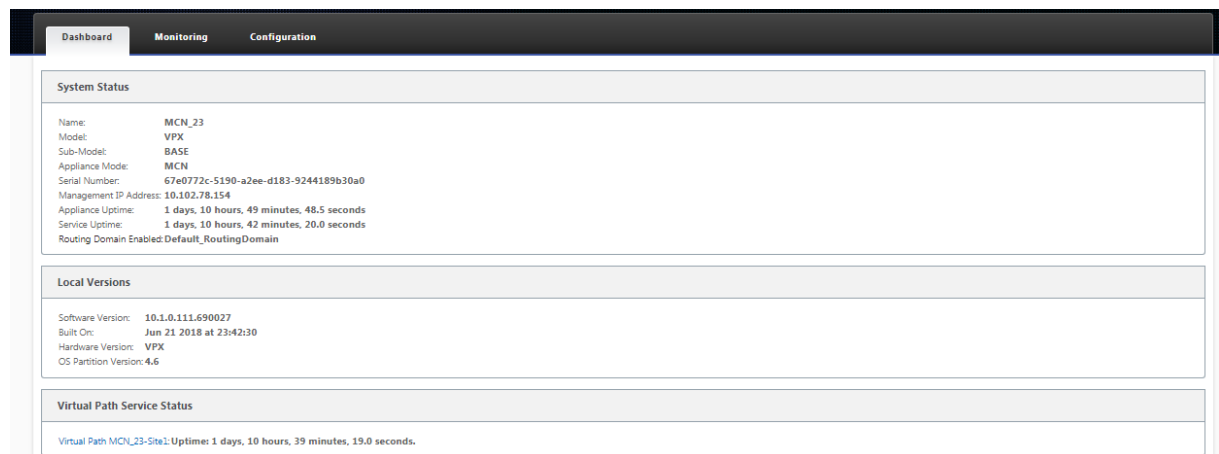 Dashboard Monitoring Configuration
System Status
Name: MCN_23
Model: VPX
Sub-Model: BASE
Appliance Mode: MCN
Serial Number: 67e0772c-5190-a2ee-d183-9244189b30a0
Management IP Address: 10.102.78.154
Appliance Uptime: 1 days, 10 hours, 49 minutes, 48.5 seconds
Service Uptime: 1 days, 10 hours, 42 minutes, 20.0 seconds
Routing Domain Enabled: Default_RoutingDomain
Local Versions
Software Version: 10.1.0.111.690027
Built On: Jun 21 2018 at 23:42:30
Hardware Version: VPX
OS Partition Version: 4.6
Virtual Path Service Status
Virtual Path MCN_23-Site1: Uptime: 1 days, 10 hours, 39 minutes, 19.0 seconds.